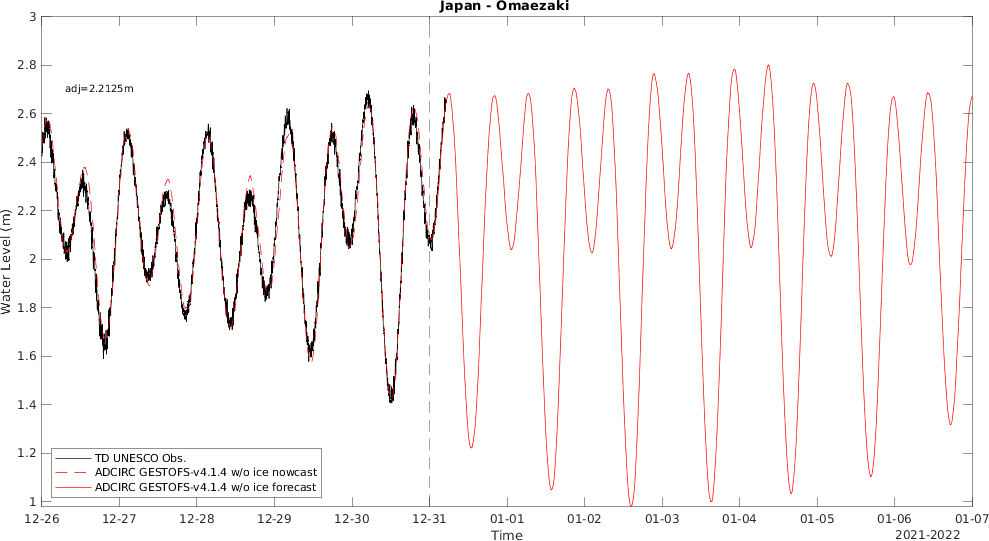 Japan - Omaezaki
3
2.8
adj=2.2125m
2.6
2.4
2.2
2
1.8
1.6
1.4
1.2
1
Water Level (m)
TD UNESCO Obs.
ADCIRC GESTOFS-v4.1.4 w/o ice nowcast
ADCIRC GESTOFS-v4.1.4 w/o ice forecast
12-26 12-27 12-28 12-29 12-30 12-31 01-01 01-02 01-03 01-04 01-05 01-06 01-07
Time
2021-2022